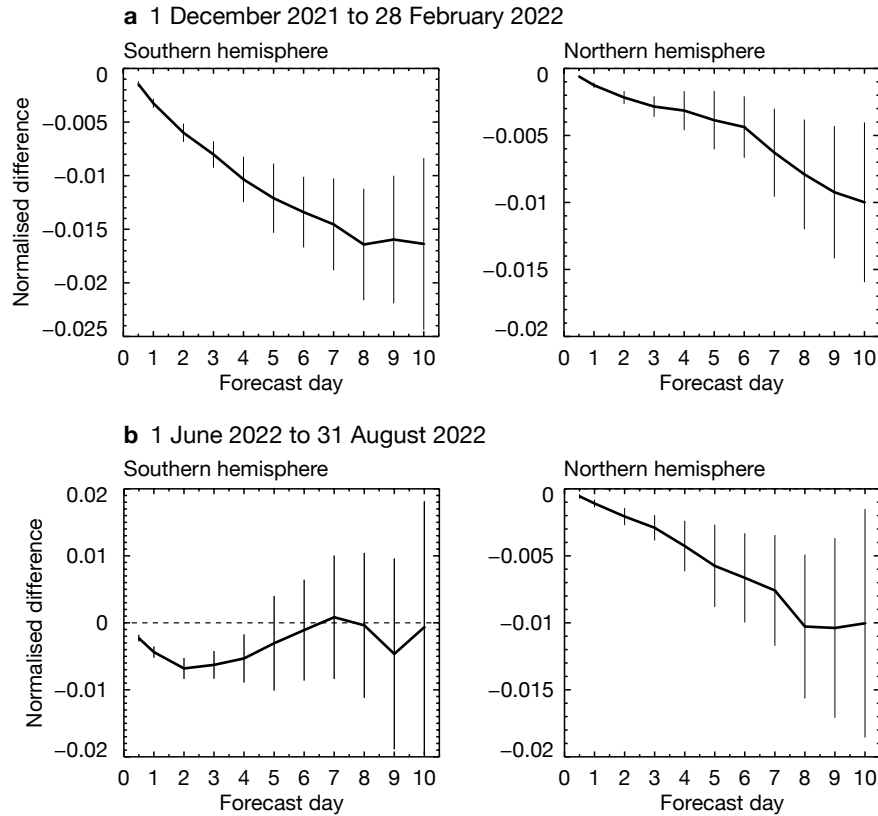 a 1 December 2021 to 28 February 2022
Southern hemisphere
Normalised difference
0
−0.005
−0.01
−0.015
−0.02
−0.025
0 1 2 3 4 5 6 7 8 9 10
Forecast day
Northern hemisphere
0
−0.005
−0.01
−0.015
−0.02
0 1 2 3 4 5 6 7 8 9 10
Forecast day
b 1 June 2022 to 31 August 2022
Southern hemisphere
Normalised difference
0.02
0.01
0
−0.01
−0.02
0 1 2 3 4 5 6 7 8 9 10
Forecast day
Northern hemisphere
0
−0.005
−0.01
−0.015
−0.02
0 1 2 3 4 5 6 7 8 9 10
Forecast day